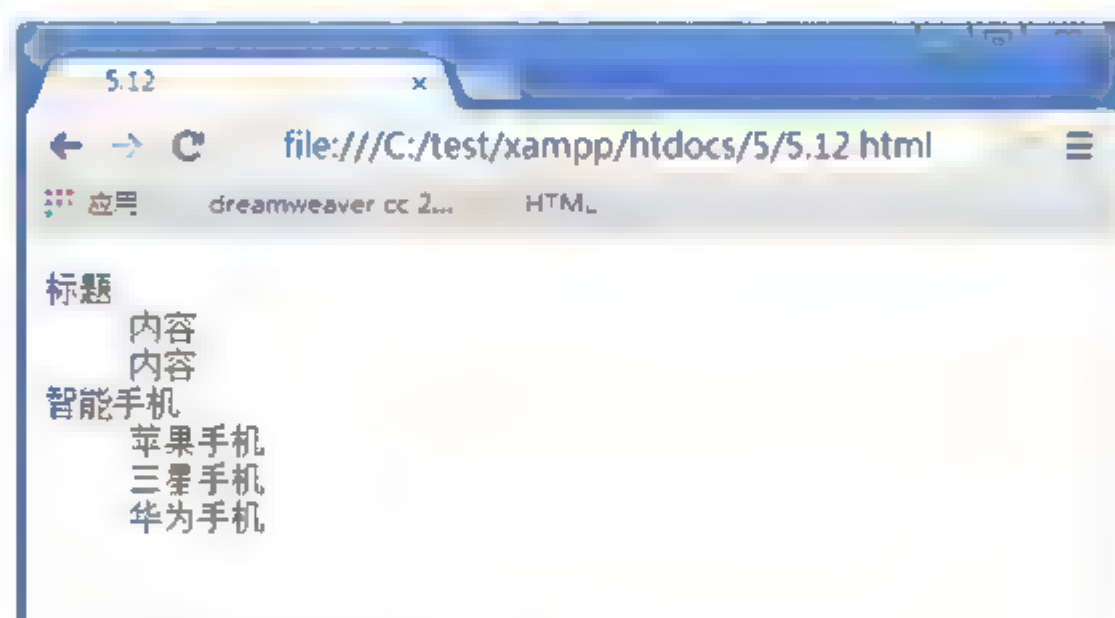 5.12 ×
file:///C:/test/xampp/htdocs/5/5.12.html
应用 dreamweaver cc 2... HTML
标题
内容
内容
智能手机
苹果手机
三星手机
华为手机